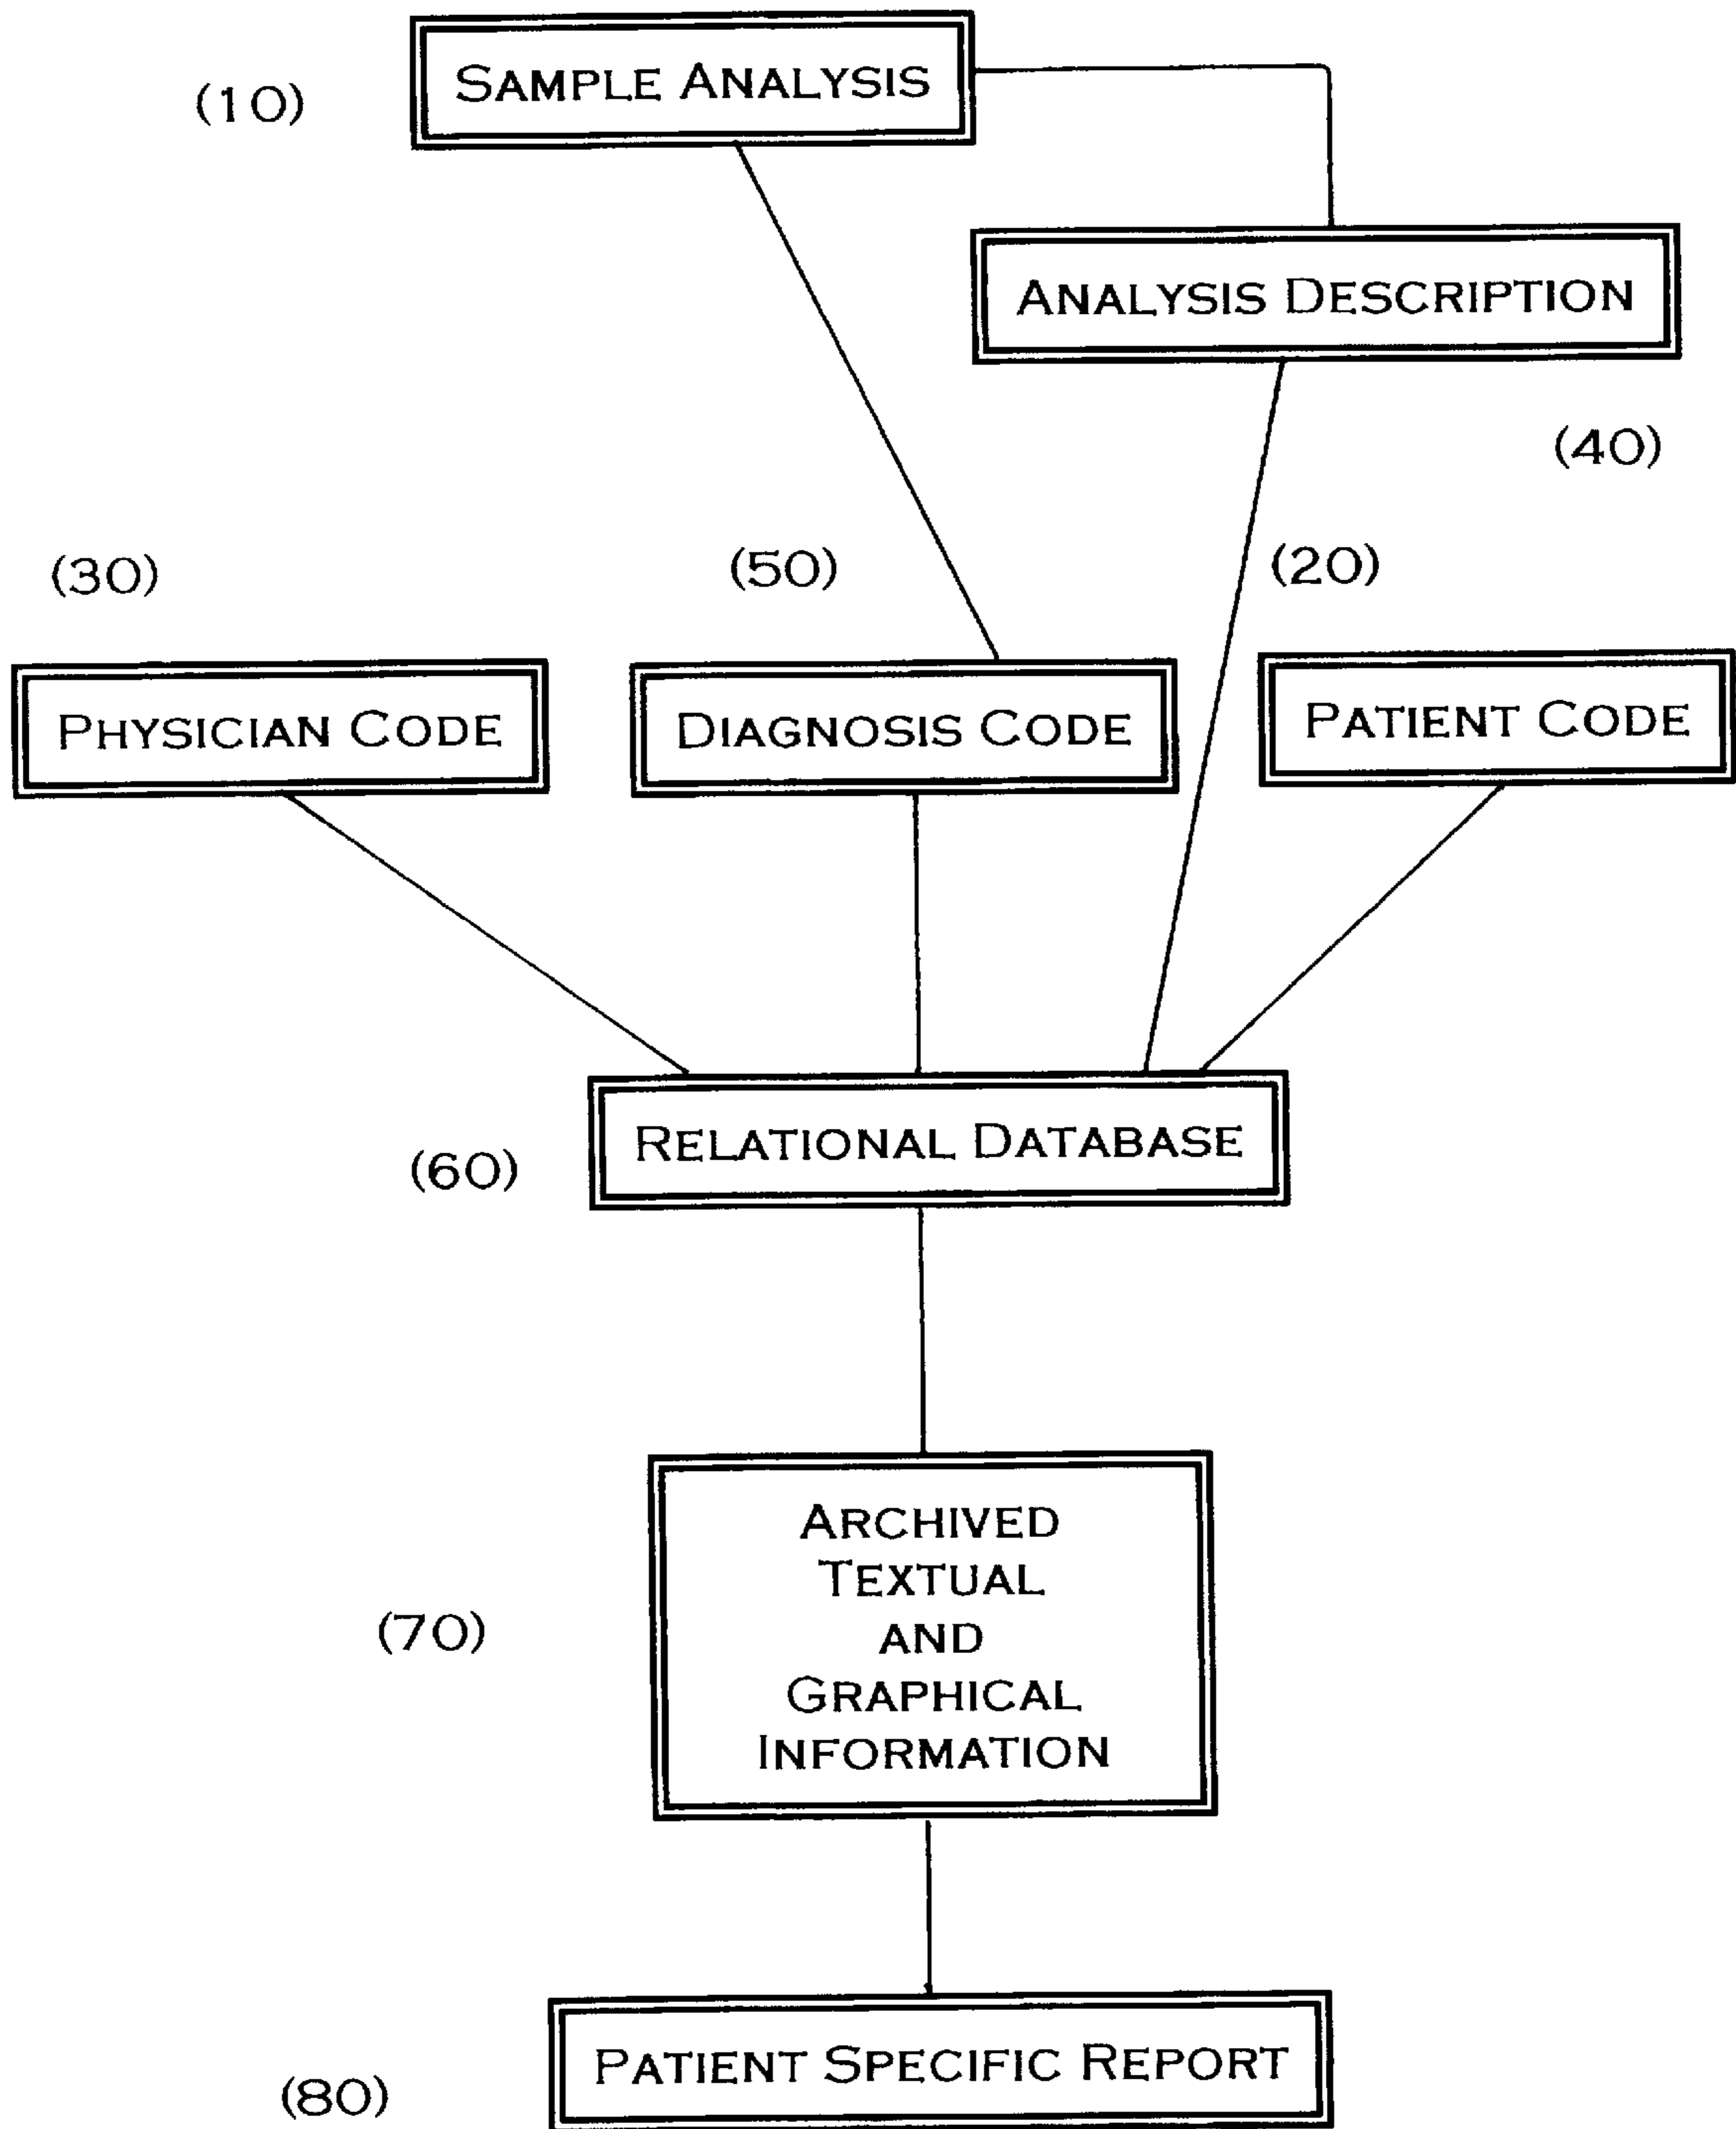 SAMPLE ANALYSIS
(10)
ANALYSIS DESCRIPTION
(40)
(30)
(50)
(20)
PHYSICIAN CODE
DIAGNOSIS CODE
PATIENT CODE
RELATIONAL DATABASE
(60)
ARCHIVED
TEXTUAL
AND
GRAPHICAL
INFORMATION
(70)
PATIENT SPECIFIC REPORT
(80)